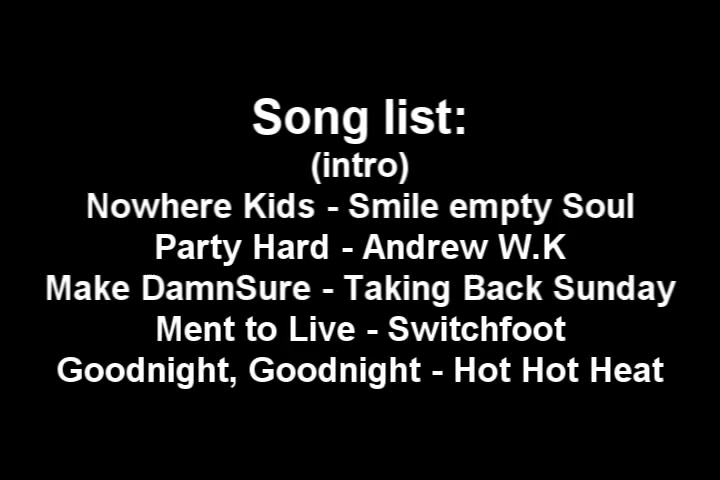 Song list:
(intro)
Nowhere Kids - Smile empty Soul
Party Hard - Andrew W.K
Make DamnSure - Taking Back Sunday
Ment to Live - Switchfoot
Goodnight, Goodnight - Hot Hot Heat